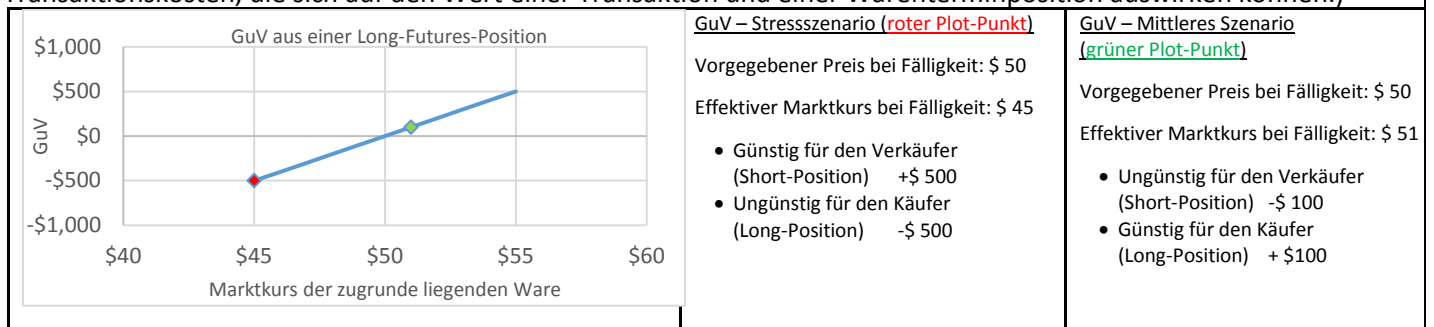 Transaktionskosten, die sich auf den Wert einer Transaktion und einer Warenterminposition auswirken können.)
GuV aus einer Long-Futures-Position
$1,000
$500
$0
-$500
-$1,000
GuV
$40 $45 $50 $55 $60
Marktkurs der zugrunde liegenden Ware
GuV – Stressszenario (roter Plot-Punkt)
Vorgegebener Preis bei Fälligkeit: $ 50
Effektiver Marktkurs bei Fälligkeit: $ 45
• Günstig für den Verkäufer
(Short-Position) +$ 500
• Ungünstig für den Käufer
(Long-Position) -$ 500
GuV – Mittleres Szenario
(grüner Plot-Punkt)
Vorgegebener Preis bei Fälligkeit: $ 50
Effektiver Marktkurs bei Fälligkeit: $ 51
• Ungünstig für den Verkäufer
(Short-Position) -$ 100
• Günstig für den Käufer
(Long-Position) + $100